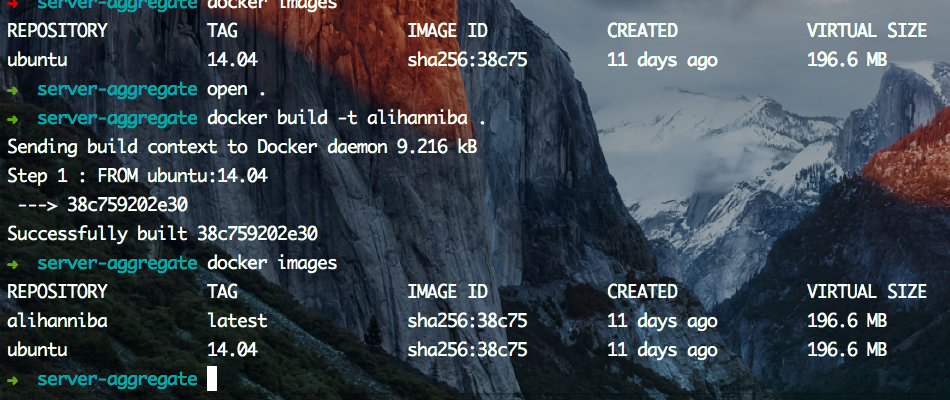 ➜ server-aggregate docker images
REPOSITORY TAG IMAGE ID CREATED VIRTUAL SIZE
ubuntu 14.04 sha256:38c75 11 days ago 196.6 MB
➜ server-aggregate open .
➜ server-aggregate docker build -t alihanniba .
Sending build context to Docker daemon 9.216 kB
Step 1 : FROM ubuntu:14.04
---> 38c759202e30
Successfully built 38c759202e30
➜ server-aggregate docker images
REPOSITORY TAG IMAGE ID CREATED VIRTUAL SIZE
alihanniba latest sha256:38c75 11 days ago 196.6 MB
ubuntu 14.04 sha256:38c75 11 days ago 196.6 MB
➜ server-aggregate